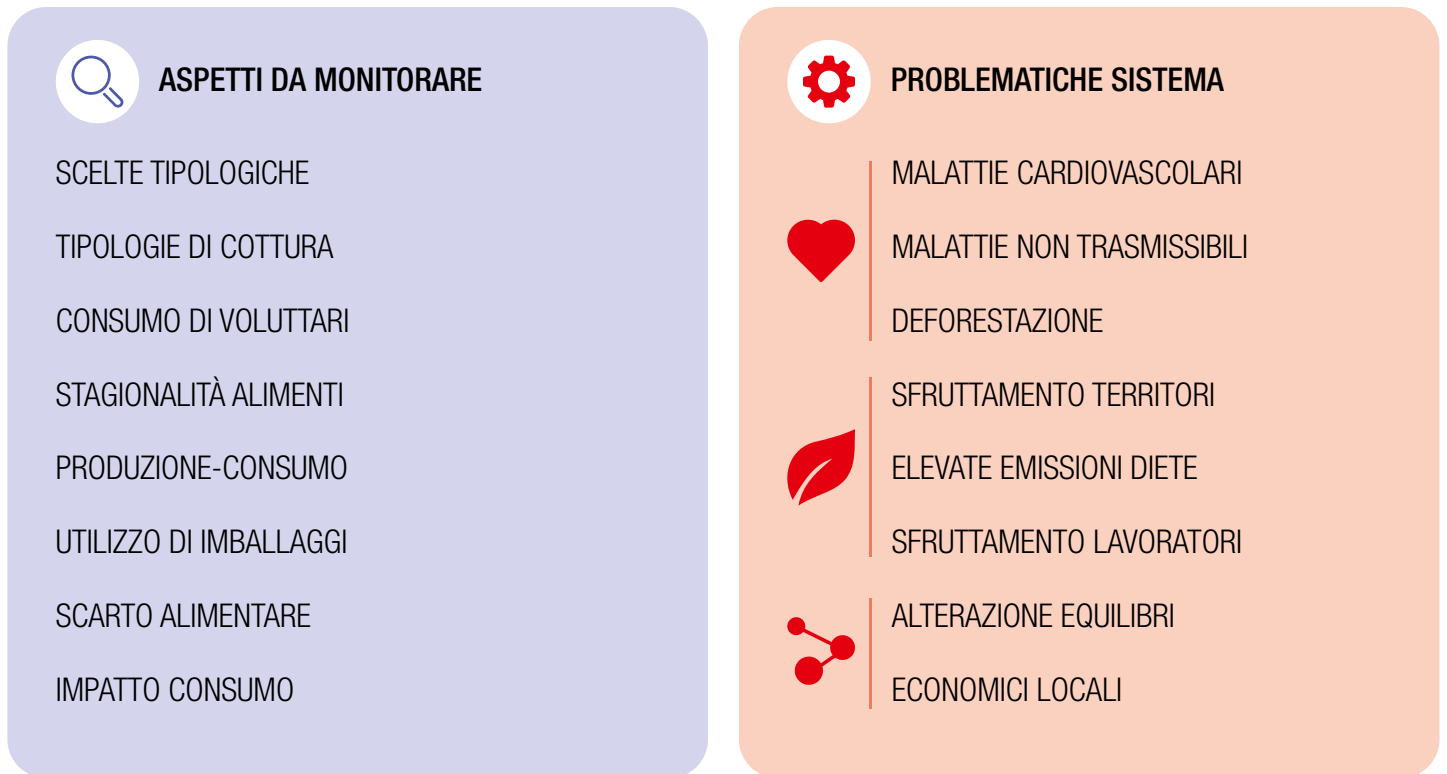 ASPETTI DA MONITORARE
SCELTE TIPOLOGICHE
TIPOLOGIE DI COTTURA
CONSUMO DI VOLUTTARI
STAGIONALITÀ ALIMENTI
PRODUZIONE-CONSUMO
UTILIZZO DI IMBALLAGGI
SCARTO ALIMENTARE
IMPATTO CONSUMO
PROBLEMATICHE SISTEMA
MALATTIE CARDIOVASCOLARI
MALATTIE NON TRASMISSIBILI
DEFORESTAZIONE
SFRUTTAMENTO TERRITORI
ELEVATE EMISSIONI DIETE
SFRUTTAMENTO LAVORATORI
ALTERAZIONE EQUILIBRI
ECONOMICI LOCALI